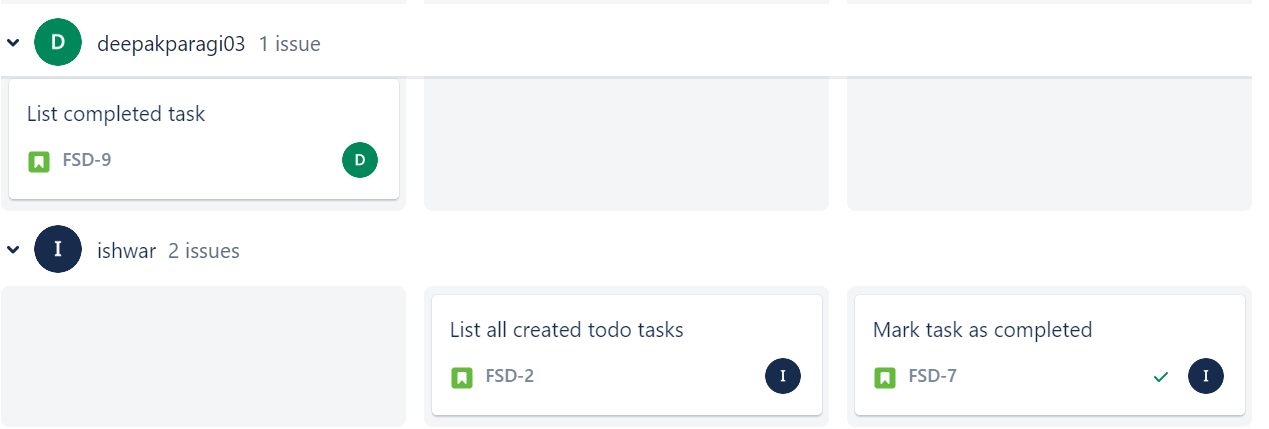 D deepakparagi03 1 issue
List completed task
FSD-9 D
I ishwar 2 issues
List all created todo tasks
FSD-2 I
Mark task as completed
FSD-7 I